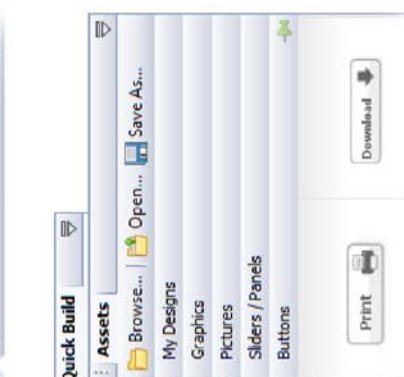 Quick Build
Assets
Browse... Open... Save As...
My Designs
Graphics
Pictures
Sliders / Panels
Buttons
Print Download